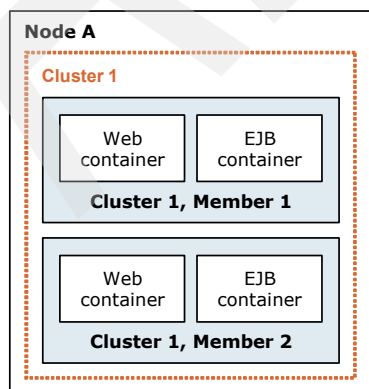 Node A
Cluster 1
Web
container
EJB
container
Cluster 1, Member 1
Web
container
EJB
container
Cluster 1, Member 2